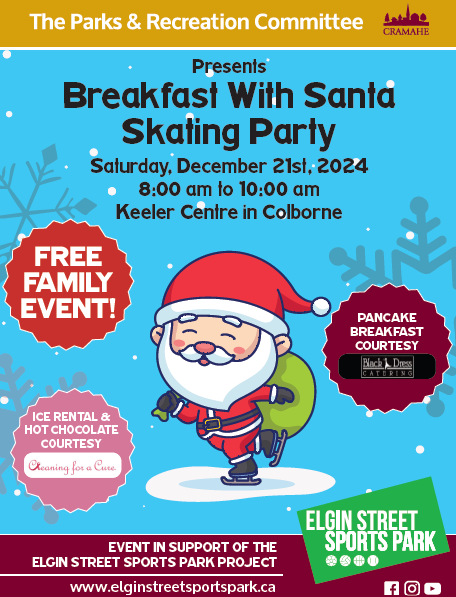 The Parks & Recreation Committee
CRAMAHE
Presents
Breakfast With Santa
Skating Party
Saturday, December 21st, 2024
8:00 am to 10:00 am
Keeler Centre in Colborne
FREE
FAMILY
EVENT!
PANCAKE
BREAKFAST
COURTESY
Black Dress
CATERING
ICE RENTAL &
HOT CHOCOLATE
COURTESY
Cleaning for a Cure
ELGIN STREET
SPORTS PARK
EVENT IN SUPPORT OF THE
ELGIN STREET SPORTS PARK PROJECT
www.elginstreetsportspark.ca